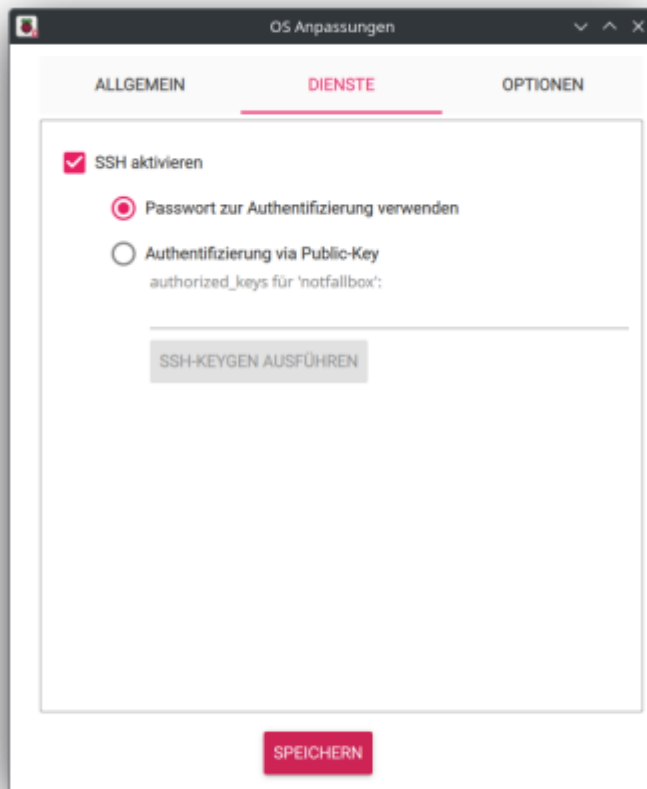 OS Anpassungen
ALLGEMEIN DIENSTE OPTIONEN
SSH aktivieren
Passwort zur Authentifizierung verwenden
Authentifizierung via Public-Key
authorized_keys für 'notfallbox':
SSH-KEYGEN AUSFÜHREN
SPEICHERN